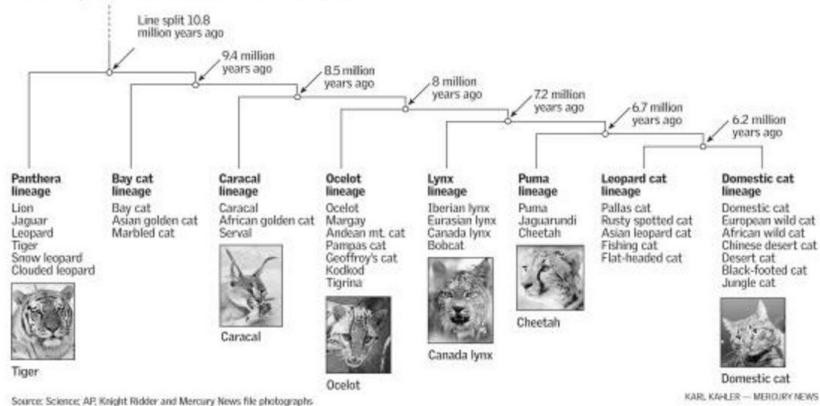 Line split 10.8
million years ago
9.4 million
years ago
8.5 million
years ago
8 million
years ago
7.2 million
years ago
6.7 million
years ago
6.2 million
years ago
Panthera
lineage
Lion
Jaguar
Leopard
Tiger
Snow leopard
Clouded leopard
Tiger
Bay cat
lineage
Bay cat
Asian golden cat
Marbled cat
Caracal
lineage
Caracal
African golden cat
Serval
Caracal
Ocelot
lineage
Ocelot
Margay
Andean mt. cat
Pampas cat
Geoffroy's cat
Kodkod
Tigrina
Ocelot
Lynx
lineage
Iberian lynx
Eurasian lynx
Canada lynx
Bobcat
Canada lynx
Puma
lineage
Puma
Jaguarundi
Cheetah
Cheetah
Leopard cat
lineage
Pallas cat
Rusty spotted cat
Asian leopard cat
Fishing cat
Flat-headed cat
Domestic cat
lineage
Domestic cat
European wild cat
African wild cat
Chinese desert cat
Desert cat
Black-footed cat
Jungle cat
Domestic cat
Source: Science; AP, Knight Ridder and Mercury News file photographs
KARL KAHLER — MERCURY NEWS